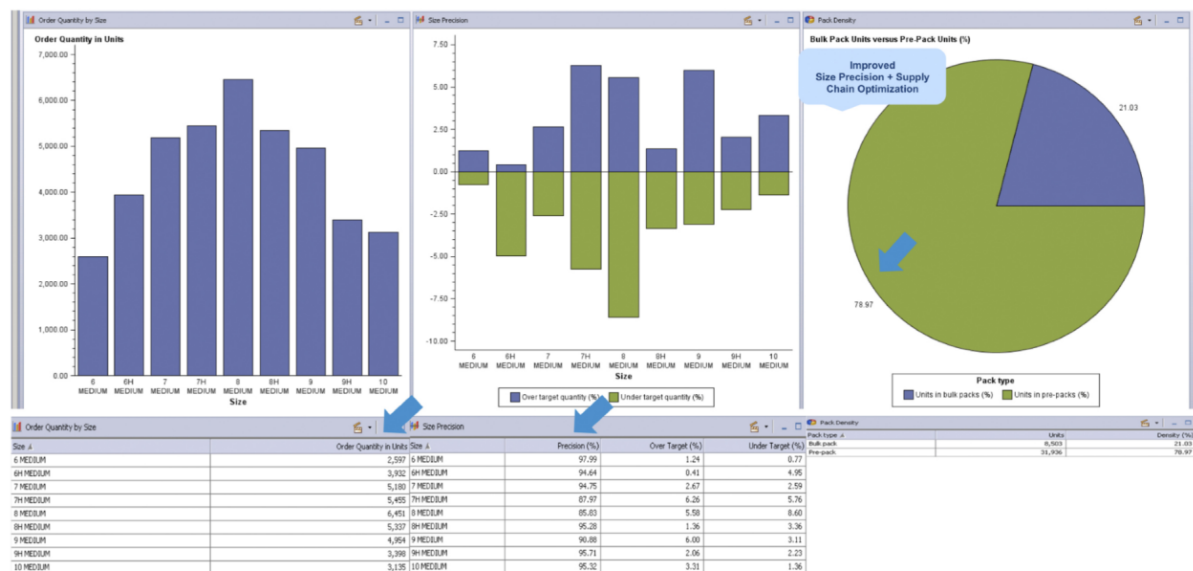 Order Quantity by Size
Order Quantity in Units
7,000.00
6,000.00
5,000.00
4,000.00
3,000.00
2,000.00
1,000.00
0.00
6 MEDIUM
6H MEDIUM
7 MEDIUM
7H MEDIUM
8 MEDIUM
8H MEDIUM
9 MEDIUM
9H MEDIUM
10 MEDIUM
Size
Size Precision
7.50
5.00
2.50
0.00
-2.50
-5.00
-7.50
-10.00
6 MEDIUM
6H MEDIUM
7 MEDIUM
7H MEDIUM
8 MEDIUM
8H MEDIUM
9 MEDIUM
9H MEDIUM
10 MEDIUM
Size
Over target quantity (%) Under target quantity (%)
Pack Density
Bulk Pack Units versus Pre-Pack Units (%)
Improved
Size Precision + Supply
Chain Optimization
21.03
78.97
Pack type
Units in bulk packs (%) Units in pre-packs (%)
Order Quantity by Size
Size Order Quantity in Units
6 MEDIUM 2,597
6H MEDIUM 3,932
7 MEDIUM 5,180
7H MEDIUM 5,455
8 MEDIUM 6,451
8H MEDIUM 5,337
9 MEDIUM 4,954
9H MEDIUM 3,398
10 MEDIUM 3,135
Size Precision
Size Precision (%) Over Target (%) Under Target (%)
6 MEDIUM 97.99 1.24 0.77
6H MEDIUM 94.64 0.41 4.95
7 MEDIUM 94.75 2.67 2.59
7H MEDIUM 87.97 6.26 5.76
8 MEDIUM 85.83 5.58 8.60
8H MEDIUM 95.28 1.36 3.36
9 MEDIUM 90.88 6.00 3.11
9H MEDIUM 95.71 2.06 2.23
10 MEDIUM 95.32 3.31 1.36
Pack Density
Pack type Units Density (%)
Bulk pack 8,503 21.03
Pre-pack 31,936 78.97